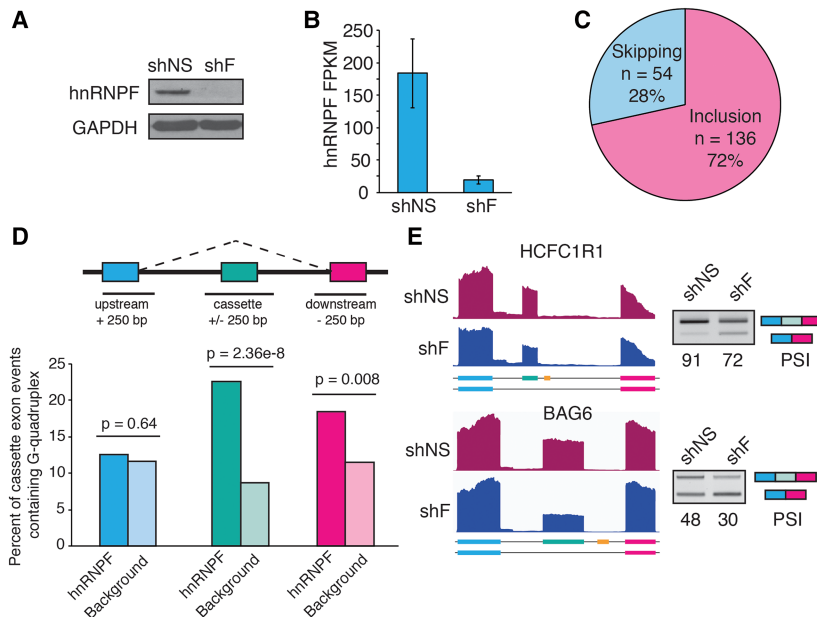 A
shNS shF
hnRNPF
GAPDH
B
hnRNPF FPKM
250
200
150
100
50
0
shNS shF
C
Skipping
n = 54
28%
Inclusion
n = 136
72%
D
upstream
+ 250 bp
cassette
+/- 250 bp
downstream
- 250 bp
Percent of cassette exon events
containing G-quadruplex
25
20
15
10
5
0
p = 0.64
p = 2.36e-8
p = 0.008
hnRNPF
Background
hnRNPF
Background
hnRNPF
Background
E
HCFC1R1
shNS
shF
shNS
shF
91 72 PSI
BAG6
shNS
shF
shNS
shF
48 30 PSI